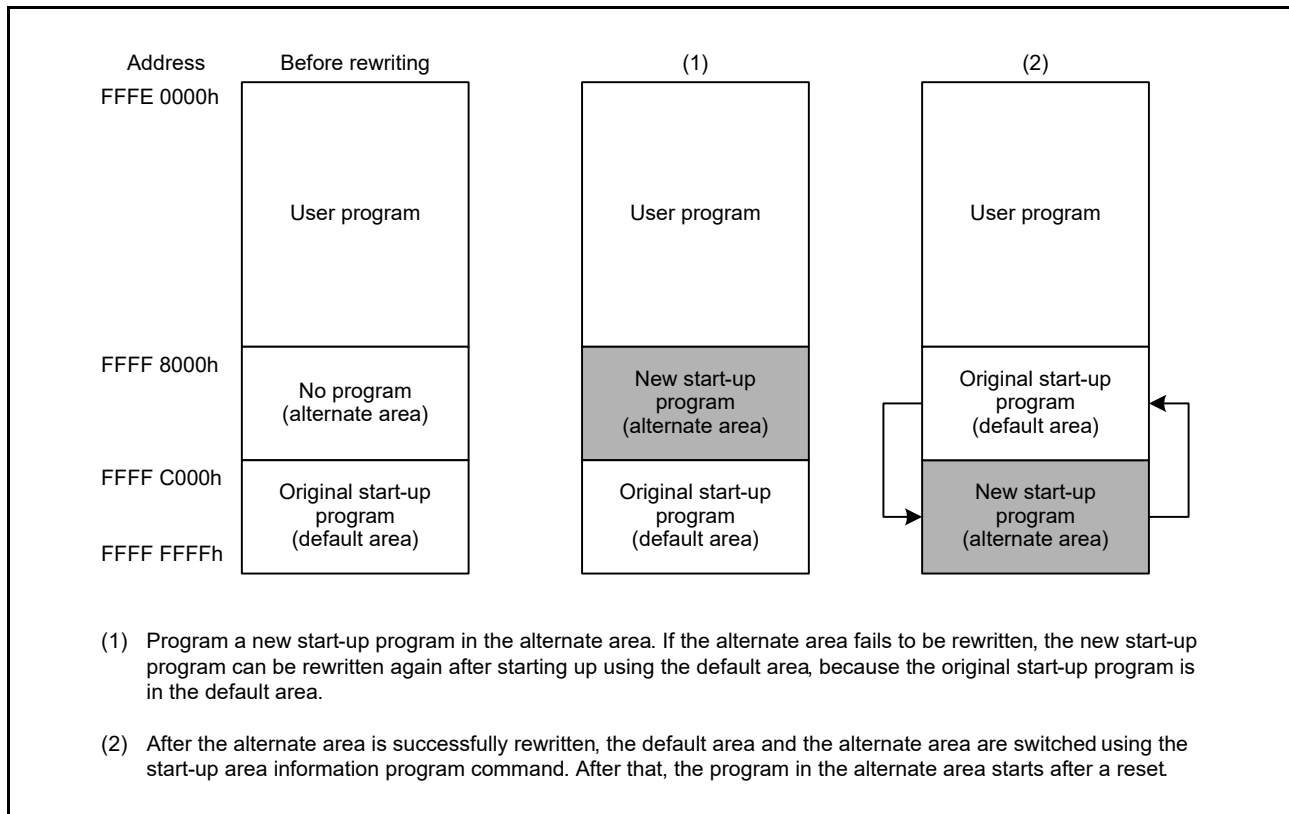 Address Before rewriting (1) (2)
FFFE 0000h
User program User program User program
FFFF 8000h
No program
(alternate area)
New start-up
program
(alternate area)
Original start-up
program
(default area)
FFFF C000h
Original start-up
program
(default area)
Original start-up
program
(default area)
New start-up
program
(alternate area)
FFFF FFFFh
(1) Program a new start-up program in the alternate area. If the alternate area fails to be rewritten, the new start-up
program can be rewritten again after starting up using the default area, because the original start-up program is
in the default area.
(2) After the alternate area is successfully rewritten, the default area and the alternate area are switched using the
start-up area information program command. After that, the program in the alternate area starts after a reset.